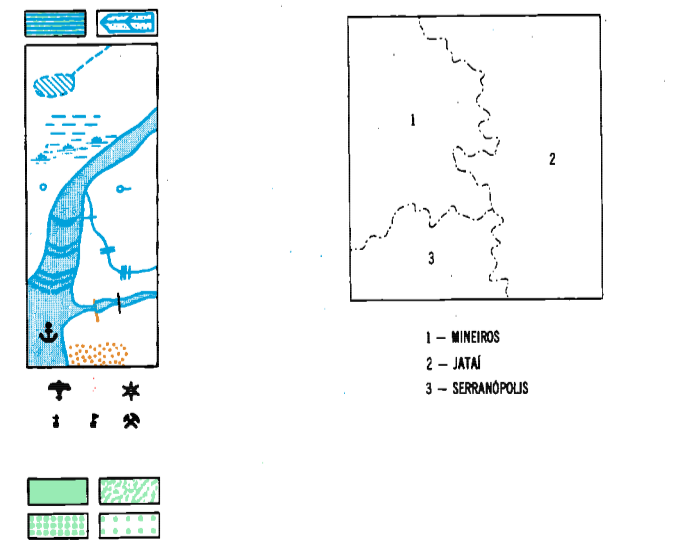 1
2
3
1 — MINEIROS
2 — JATAÍ
3 — SERRANÓPOLIS